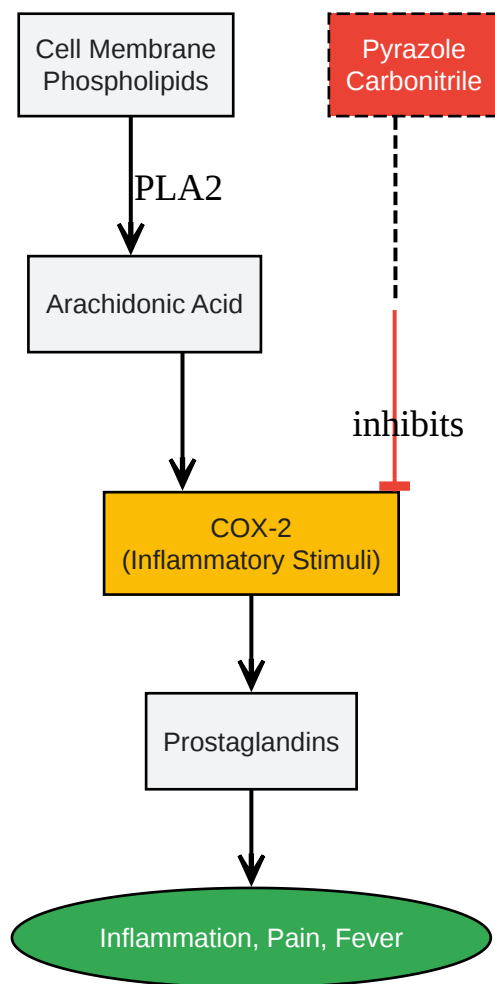 Cell Membrane
Phospholipids
Pyrazole
Carbonitrile
PLA2
Arachidonic Acid
inhibits
COX-2
(Inflammatory Stimuli)
Prostaglandins
Inflammation, Pain, Fever